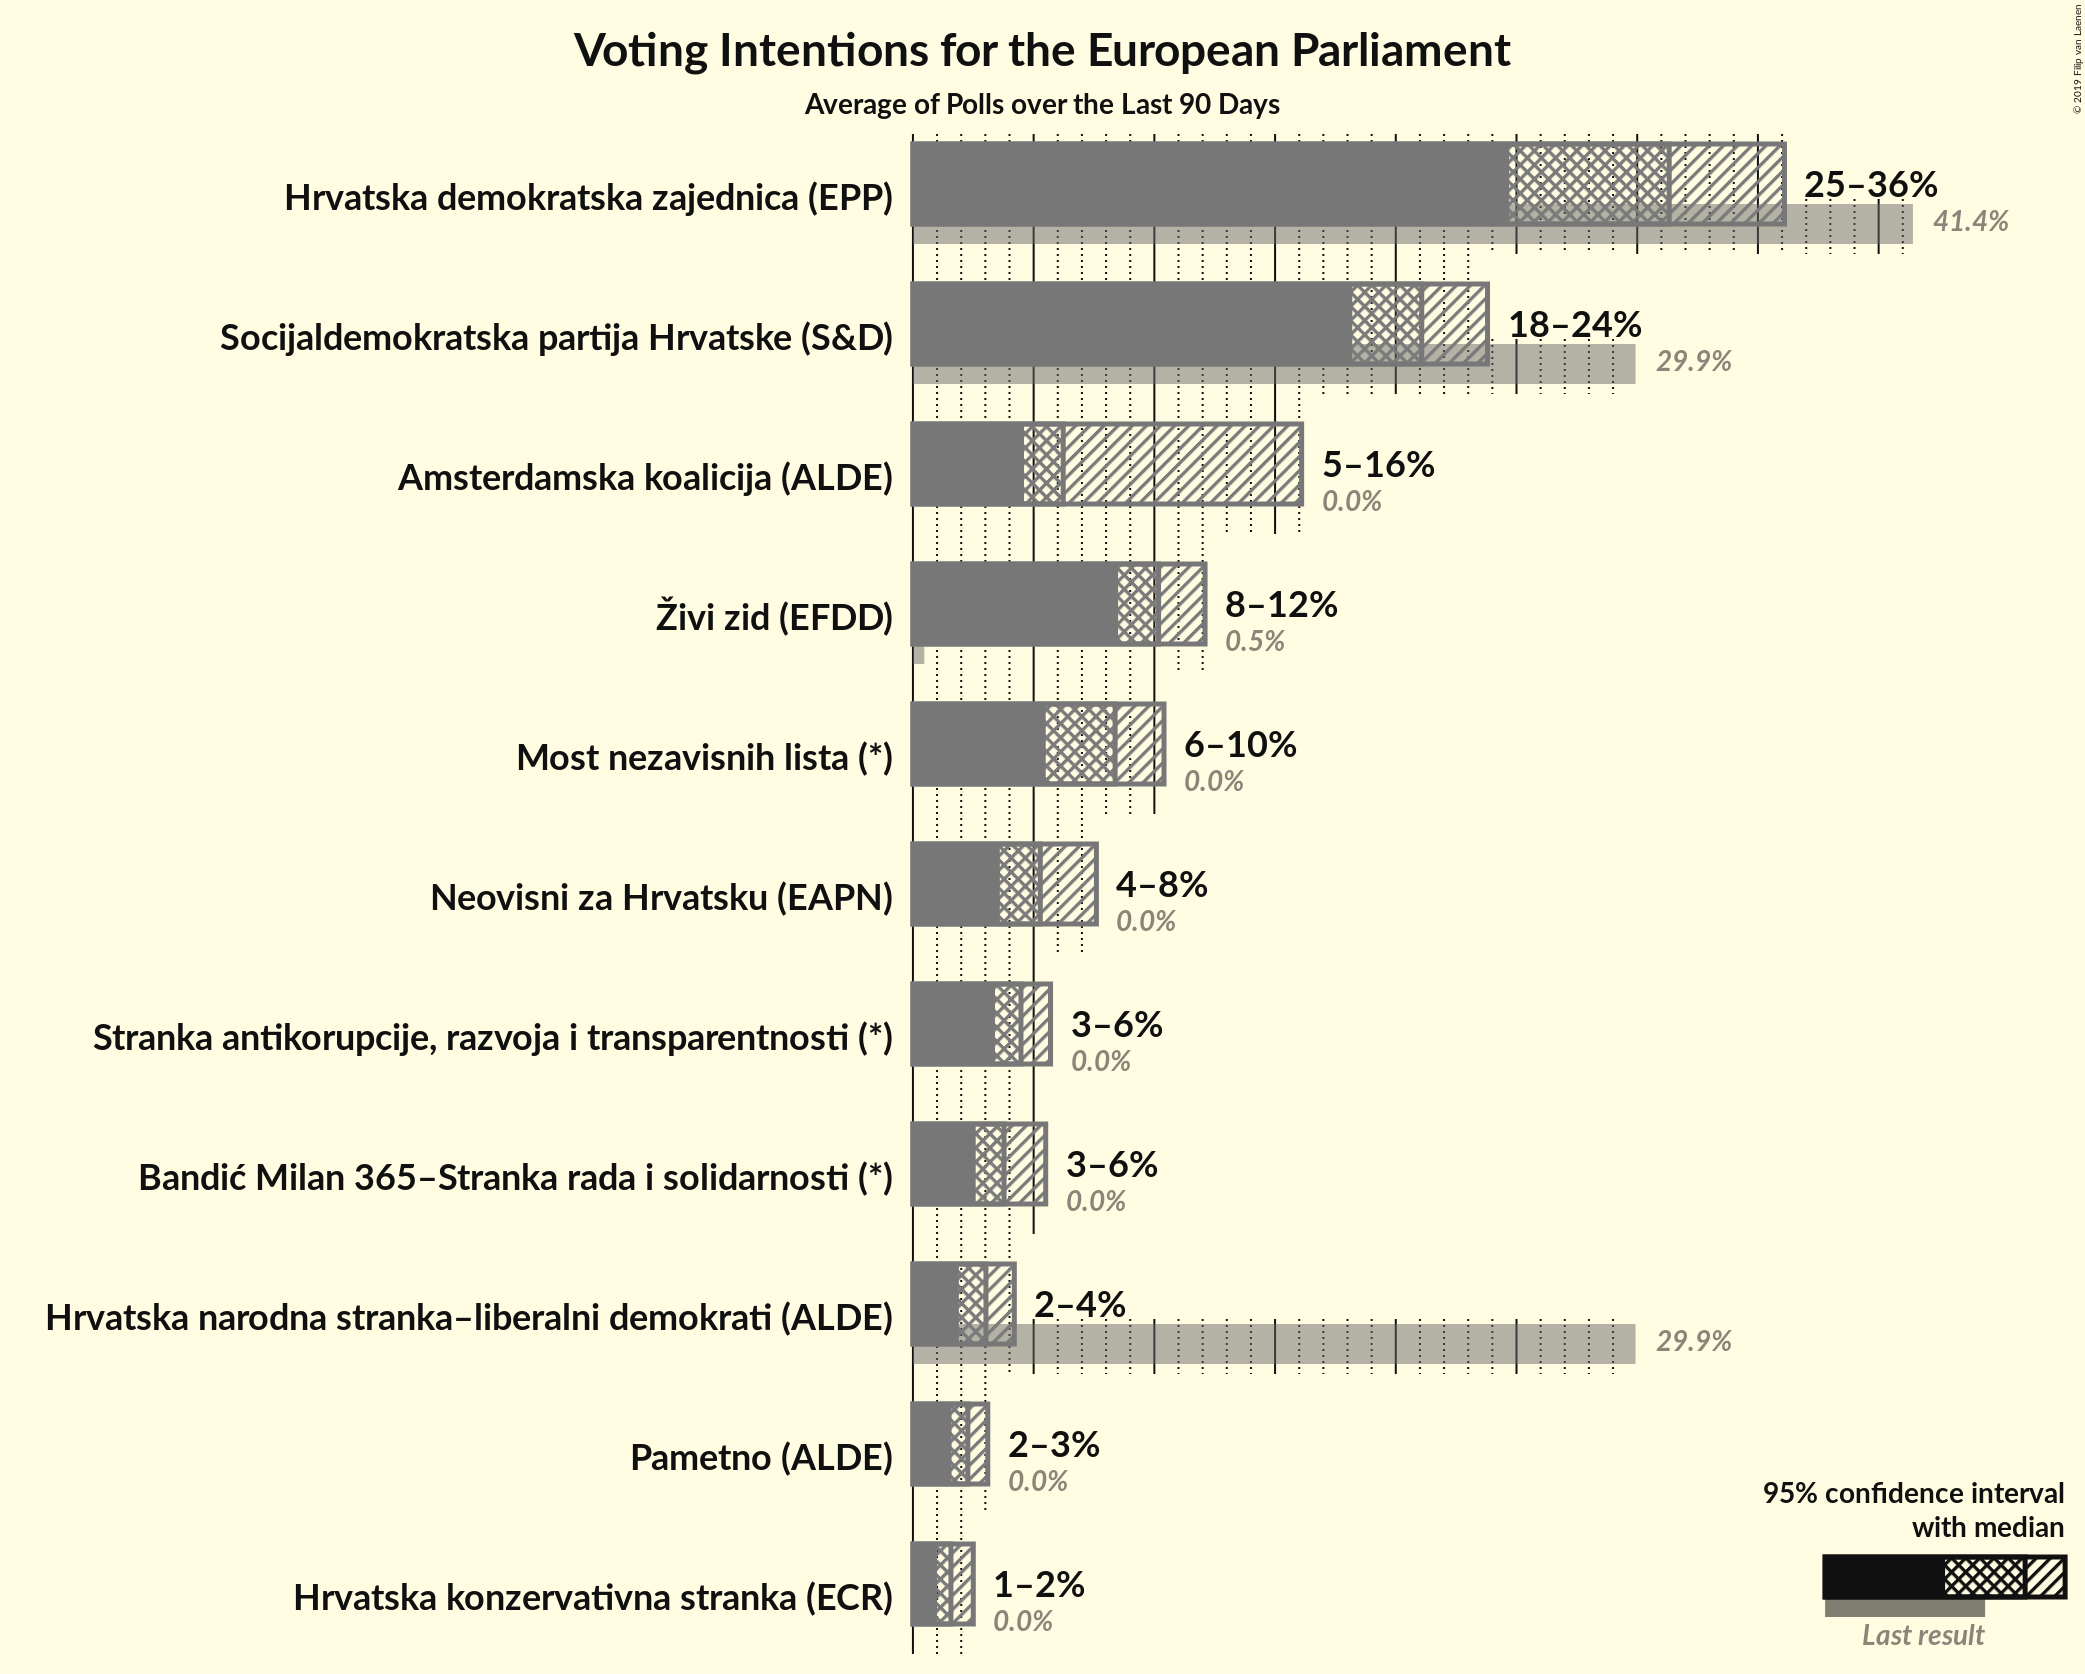 © 2019 Filip van Laenen
Voting Intentions for the European Parliament
Average of Polls over the Last 90 Days
Hrvatska demokratska zajednica (EPP)
25–36%
41.4%
Socijaldemokratska partija Hrvatske (S&D)
18–24%
29.9%
Amsterdamska koalicija (ALDE)
5–16%
0.0%
Živi zid (EFDD)
8–12%
0.5%
Most nezavisnih lista (*)
6–10%
0.0%
Neovisni za Hrvatsku (EAPN)
4–8%
0.0%
Stranka antikorupcije, razvoja i transparentnosti (*)
3–6%
0.0%
Bandić Milan 365–Stranka rada i solidarnosti (*)
3–6%
0.0%
Hrvatska narodna stranka–liberalni demokrati (ALDE)
2–4%
29.9%
Pametno (ALDE)
2–3%
0.0%
Hrvatska konzervativna stranka (ECR)
1–2%
0.0%
95% confidence interval
with median
Last result